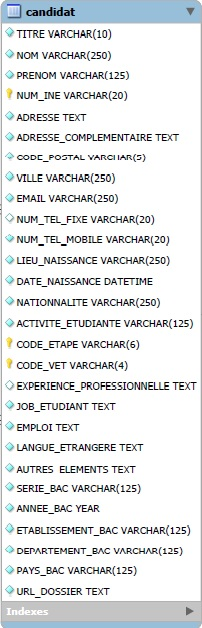 candidat
TITRE VARCHAR(10)
NOM VARCHAR(250)
PRENOM VARCHAR(125)
NUM_INE VARCHAR(20)
ADRESSE TEXT
ADRESSE_COMPLEMENTAIRE TEXT
CODE_POSTAL VARCHAR(5)
VILLE VARCHAR(250)
EMAIL VARCHAR(250)
NUM_TEL_FIXE VARCHAR(20)
NUM_TEL_MOBILE VARCHAR(20)
LIEU_NAISSANCE VARCHAR(250)
DATE_NAISSANCE DATETIME
NATIONNALITE VARCHAR(250)
ACTIVITE_ETUDIANTE VARCHAR(125)
CODE_ETAPE VARCHAR(6)
CODE_VET VARCHAR(4)
EXPERIENCE_PROFESSIONNELLE TEXT
JOB_ETUDIANT TEXT
EMPLOI TEXT
LANGUE_ETRANGERE TEXT
AUTRES_ELEMENTS TEXT
SERIE_BAC VARCHAR(125)
ANNEE_BAC YEAR
ETABLISSEMENT_BAC VARCHAR(125)
DEPARTEMENT_BAC VARCHAR(125)
PAYS_BAC VARCHAR(125)
URL_DOSSIER TEXT
Indexes